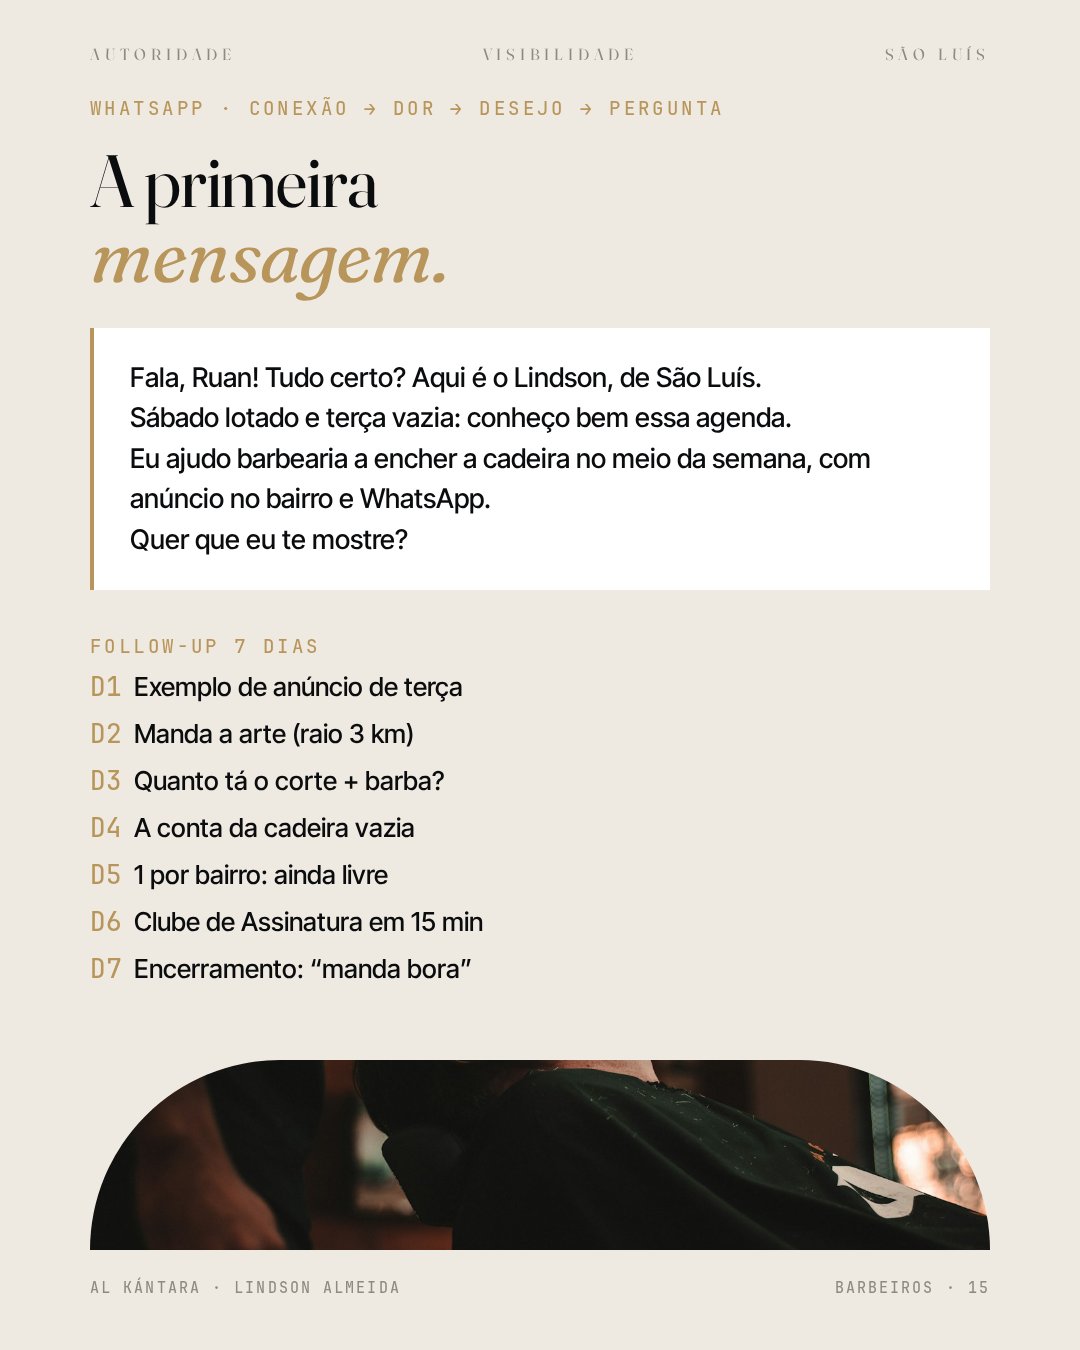 AUTORIDADE VISIBILIDADE SÃO LUÍS
WHATSAPP · CONEXÃO → DOR → DESEJO → PERGUNTA
A primeira
mensagem.
Fala, Ruan! Tudo certo? Aqui é o Lindson, de São Luís.
Sábado lotado e terça vazia: conheço bem essa agenda.
Eu ajudo barbearia a encher a cadeira no meio da semana, com
anúncio no bairro e WhatsApp.
Quer que eu te mostre?
FOLLOW-UP 7 DIAS
D1 Exemplo de anúncio de terça
D2 Manda a arte (raio 3 km)
D3 Quanto tá o corte + barba?
D4 A conta da cadeira vazia
D5 1 por bairro: ainda livre
D6 Clube de Assinatura em 15 min
D7 Encerramento: “manda bora”
AL KÁNTARA · LINDSON ALMEIDA BARBEIROS · 15